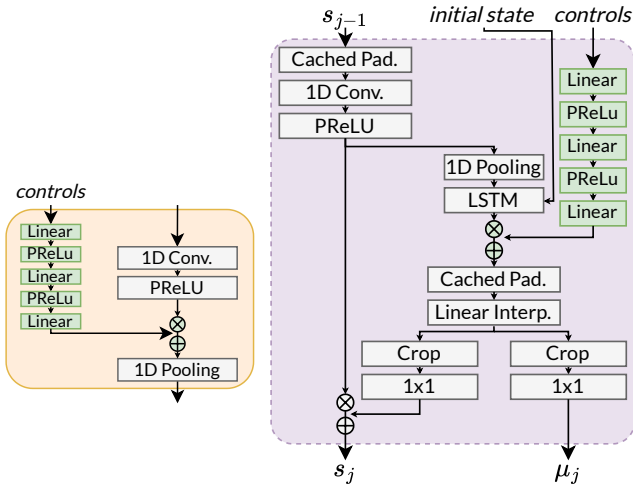 controls
Linear
PReLu
Linear
PReLu
Linear
1D Conv.
PReLU
1D Pooling
s_{j-1}
initial state
controls
Cached Pad.
1D Conv.
PReLU
Linear
PReLu
Linear
PReLu
Linear
1D Pooling
LSTM
Cached Pad.
Linear Interp.
Crop
Crop
1x1
1x1
s_j
μ_j